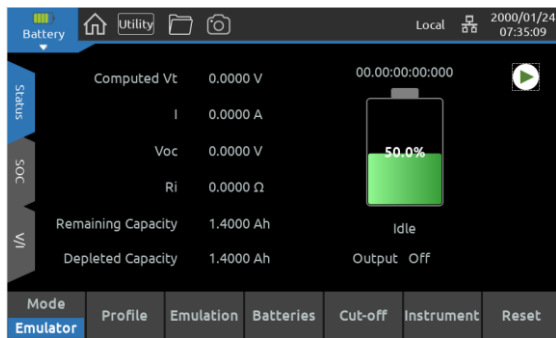 Battery
Utility
Local
2000/01/24
07:35:09
Status
SOC
V/I
Computed Vt 0.0000 V
I 0.0000 A
Voc 0.0000 V
Ri 0.0000 Ω
Remaining Capacity 1.4000 Ah
Depleted Capacity 1.4000 Ah
00.00:00:00:000
50.0%
Idle
Output Off
Mode
Emulator
Profile
Emulation
Batteries
Cut-off
Instrument
Reset